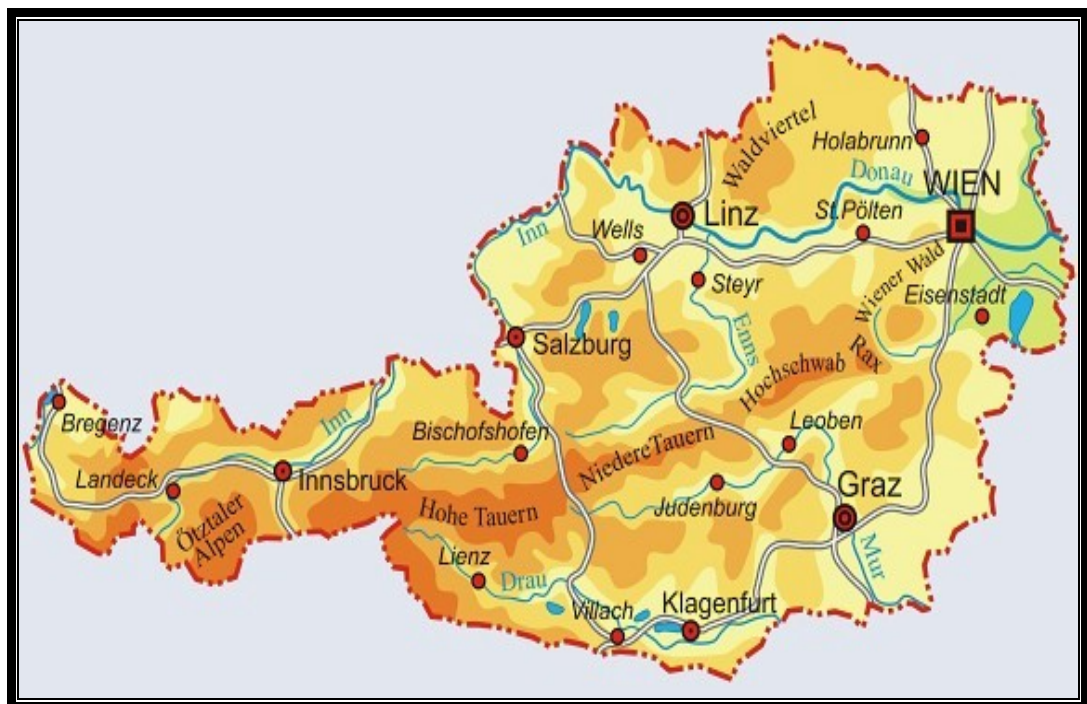 Waldviertel
Holabrunn
Donau
WIEN
Linz
St.Pölten
Inn
Wells
Wiener Wald
Steyr
Eisenstadt
Enns
Salzburg
Rax
Hochschwab
Bregenz
Inn
Bischofshofen
Leoben
Landeck
Innsbruck
Niedere Tauern
Graz
Ötztaler
Alpen
Hohe Tauern
Judenburg
Mur
Lienz
Drau
Villach
Klagenfurt